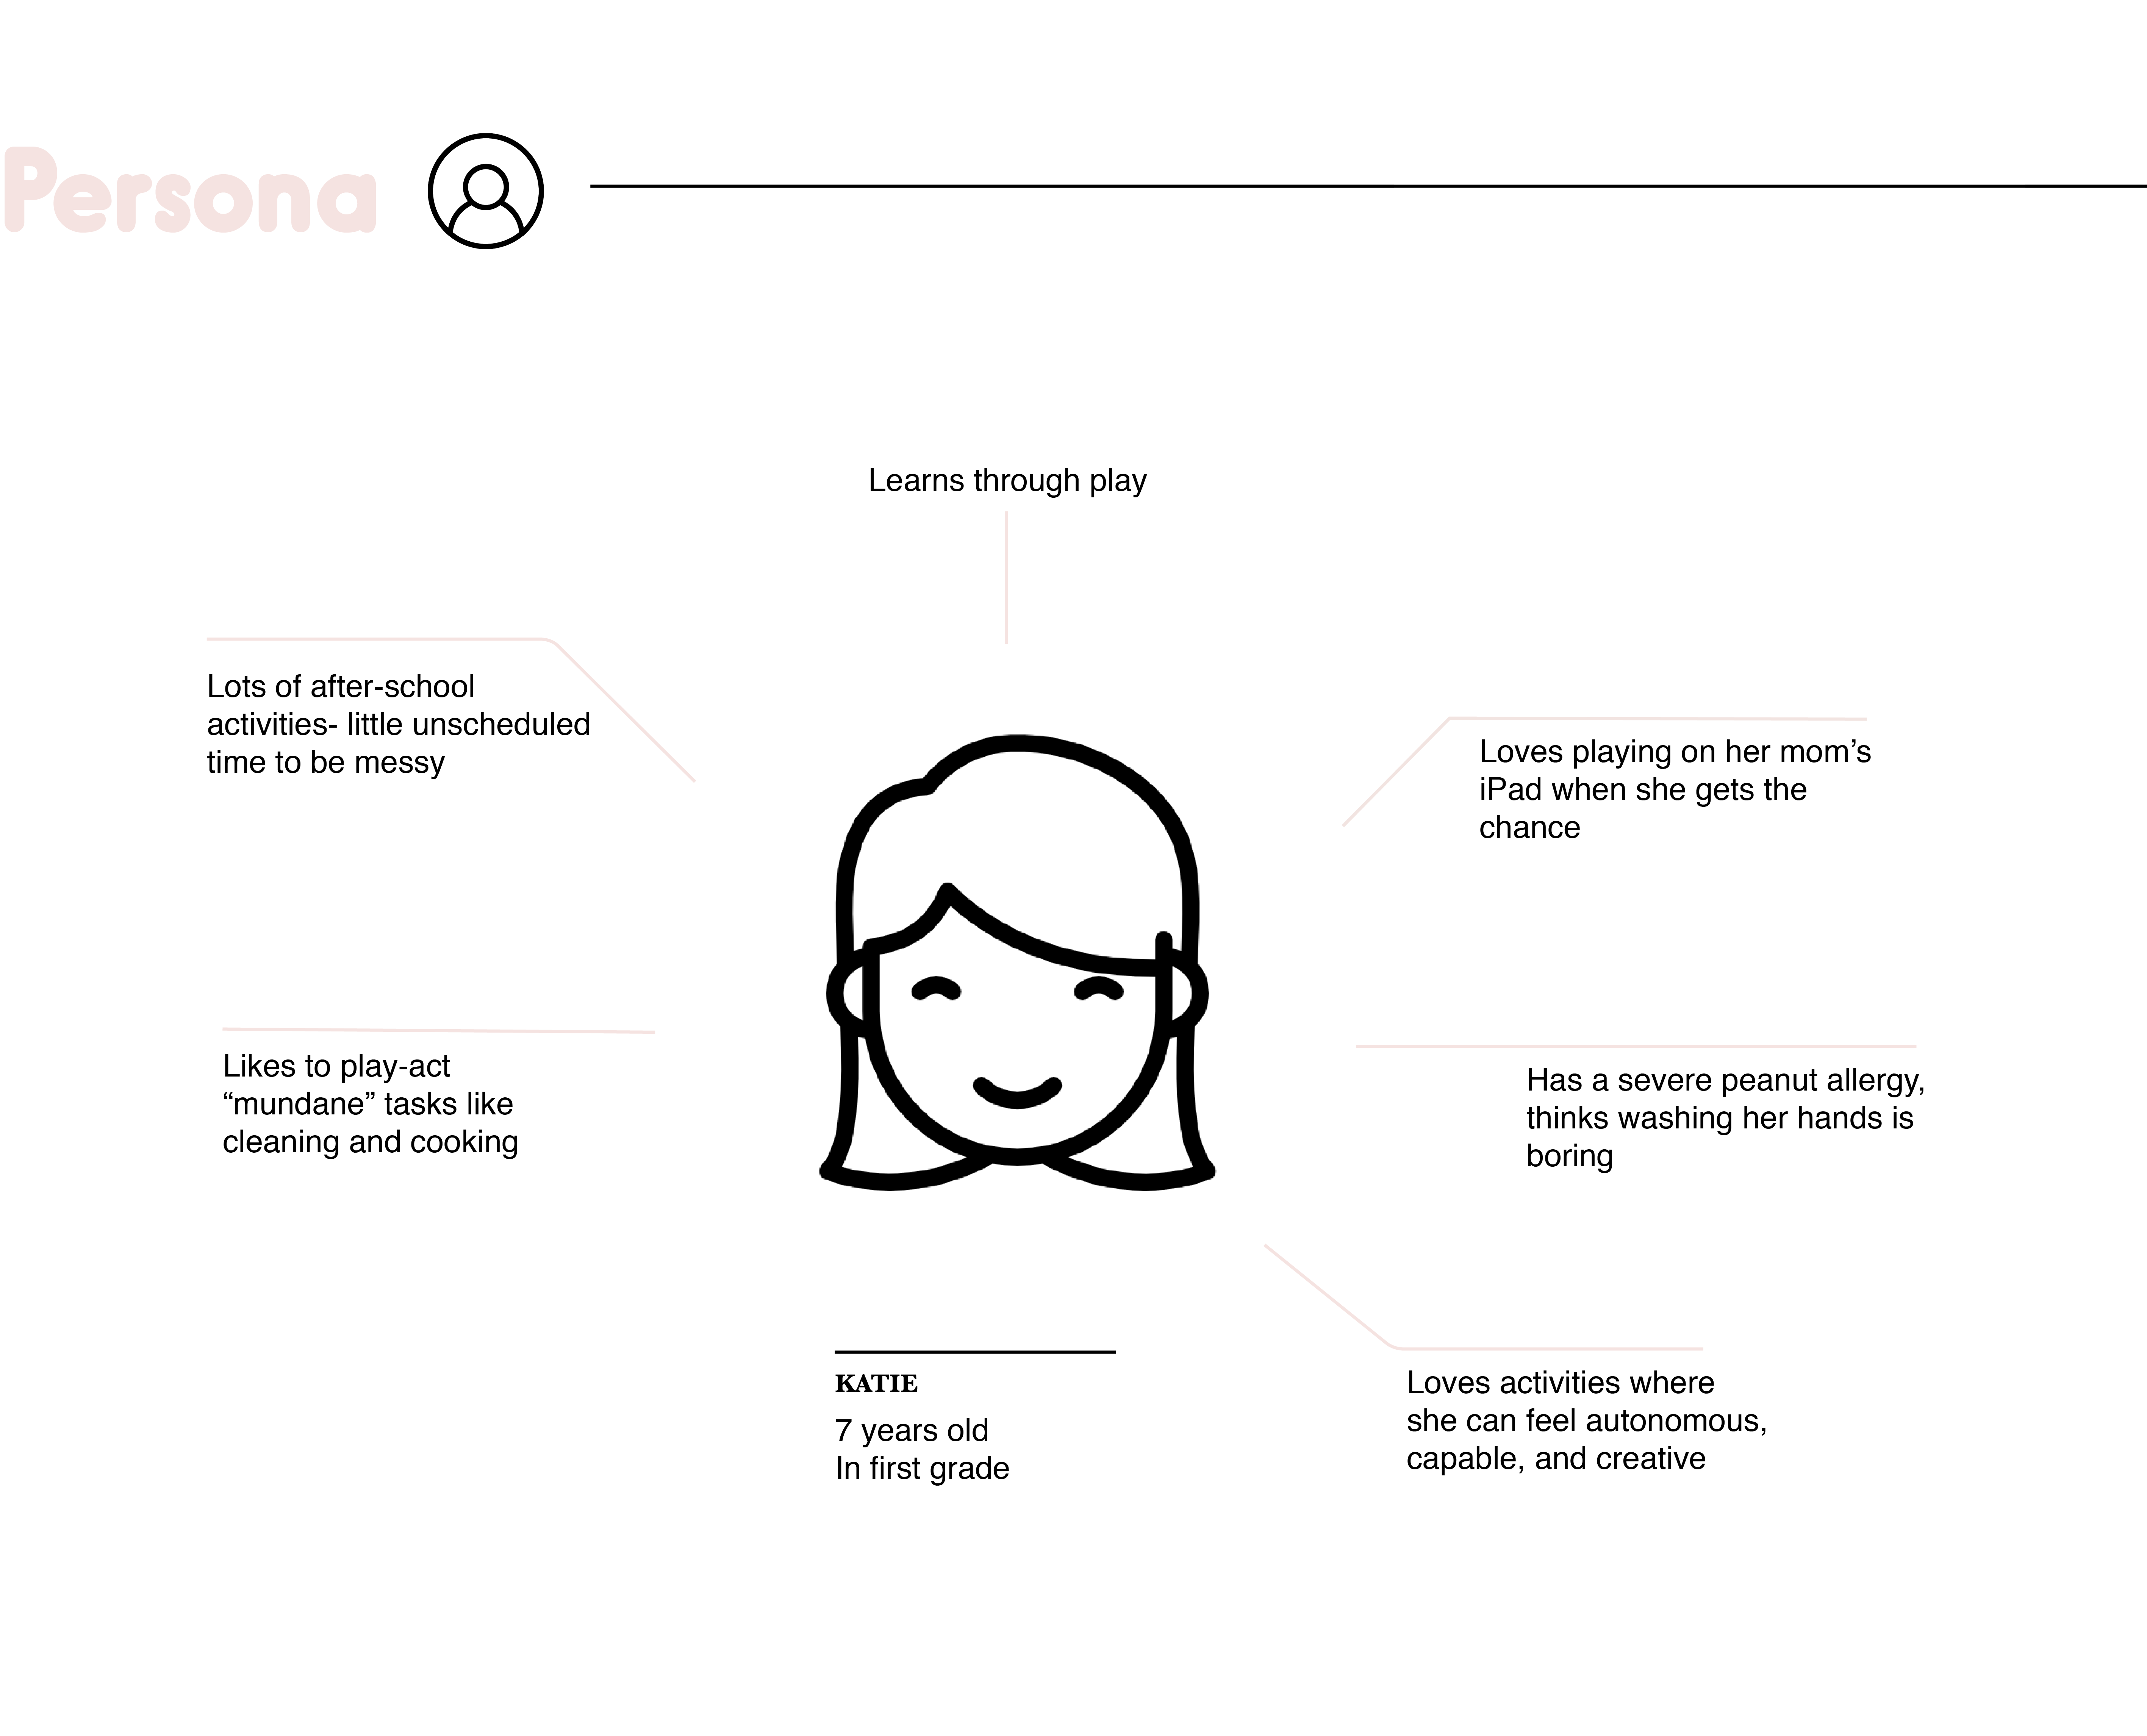 Persona
Learns through play
Lots of after-school
activities- little unscheduled
time to be messy
Loves playing on her mom’s
iPad when she gets the
chance
Likes to play-act
“mundane” tasks like
cleaning and cooking
Has a severe peanut allergy,
thinks washing her hands is
boring
KATIE
7 years old
In first grade
Loves activities where
she can feel autonomous,
capable, and creative